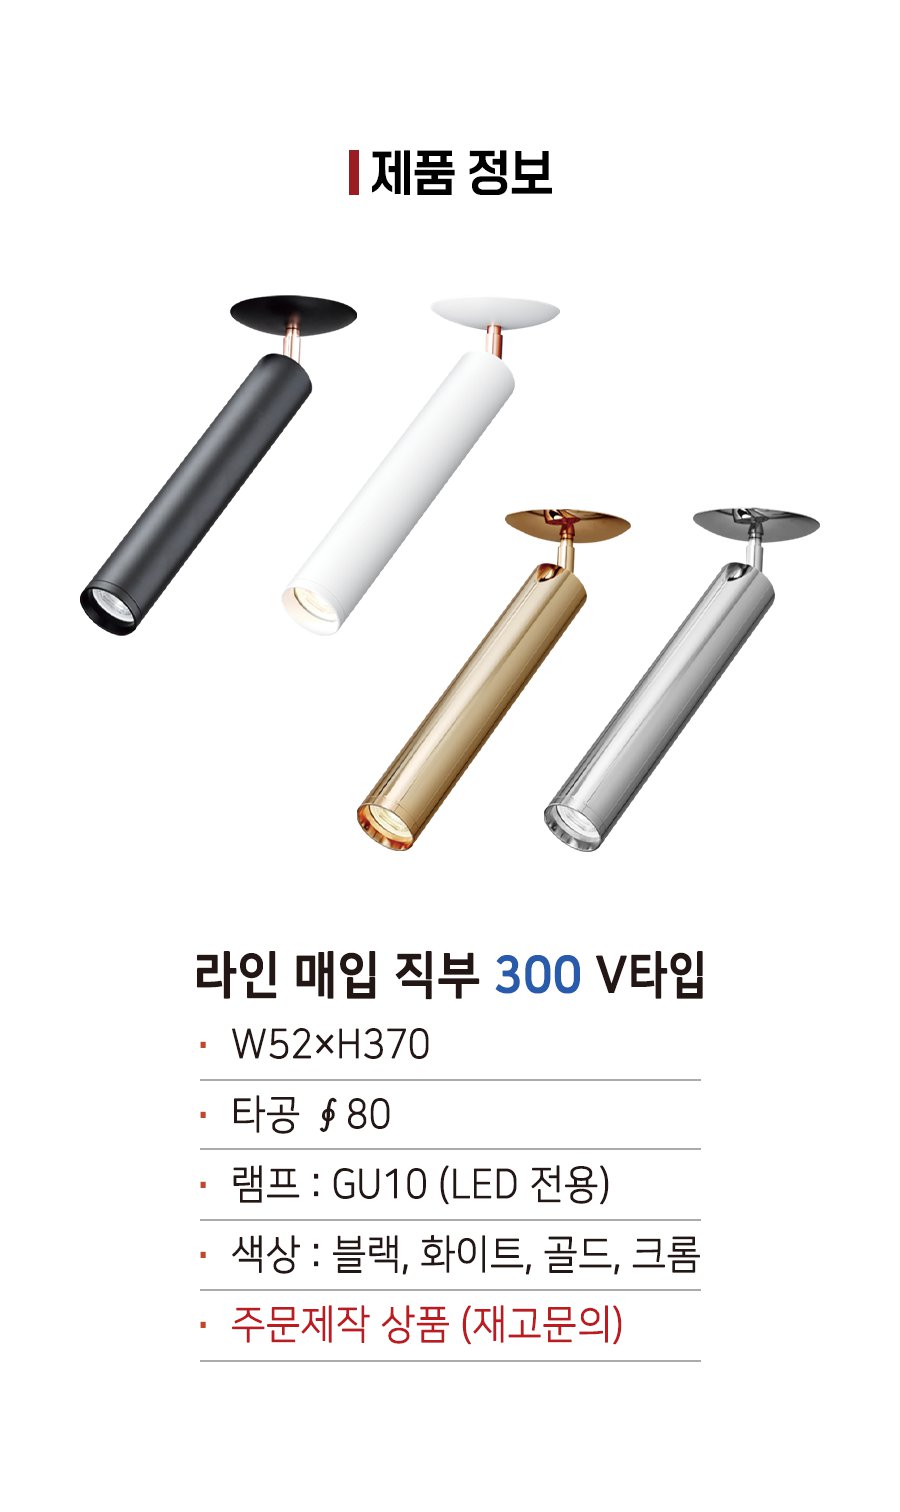 제품 정보
라인 매입 직부 300 V타입
· W52×H370
· 타공 ∮80
· 램프 : GU10 (LED 전용)
· 색상 : 블랙, 화이트, 골드, 크롬
· 주문제작 상품 (재고문의)